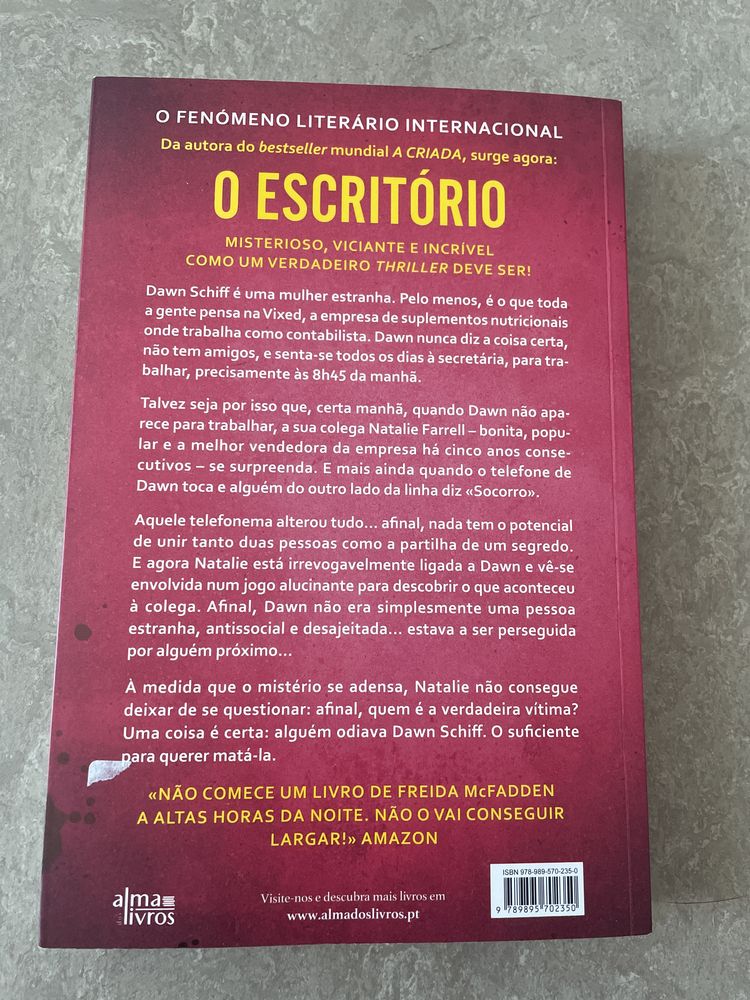 O FENÓMENO LITERÁRIO INTERNACIONAL
Da autora do bestseller mundial A CRIADA, surge agora:
O ESCRITÓRIO
MISTERIOSO, VICIANTE E INCRÍVEL
COMO UM VERDADEIRO THRILLER DEVE SER!
Dawn Schiff é uma mulher estranha. Pelo menos, é o que toda
a gente pensa na Vixed, a empresa de suplementos nutricionais
onde trabalha como contabilista. Dawn nunca diz a coisa certa,
não tem amigos, e senta-se todos os dias à secretária, para tra-
balhar, precisamente às 8h45 da manhã.
Talvez seja por isso que, certa manhã, quando Dawn não apa-
rece para trabalhar, a sua colega Natalie Farrell – bonita, popu-
lar e a melhor vendedora da empresa há cinco anos conse-
cutivos – se surpreenda. E mais ainda quando o telefone de
Dawn toca e alguém do outro lado da linha diz «Socorro».
Aquele telefonema alterou tudo... afinal, nada tem o potencial
de unir tanto duas pessoas como a partilha de um segredo.
E agora Natalie está irrevogavelmente ligada a Dawn e vê-se
envolvida num jogo alucinante para descobrir o que aconteceu
à colega. Afinal, Dawn não era simplesmente uma pessoa
estranha, antissocial e desajeitada... estava a ser perseguida
por alguém próximo...
À medida que o mistério se adensa, Natalie não consegue
deixar de se questionar: afinal, quem é a verdadeira vítima?
Uma coisa é certa: alguém odiava Dawn Schiff. O suficiente
para querer matá-la.
«NÃO COMECE UM LIVRO DE FREIDA McFADDEN
A ALTAS HORAS DA NOITE. NÃO O VAI CONSEGUIR
LARGAR!» AMAZON
alma
dos livros
Visite-nos e descubra mais livros em
www.almadoslivros.pt
ISBN 978-989-570-235-0
9 789895 702350